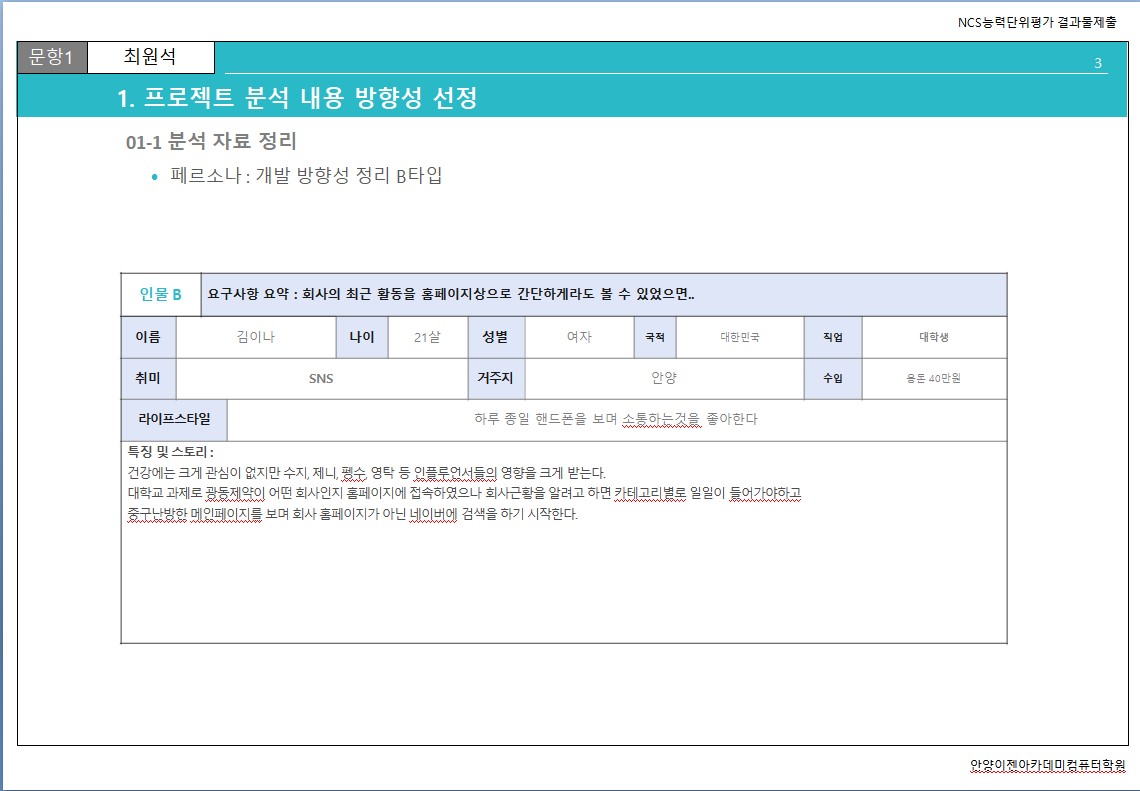 NCS능력단위평가 결과물제출
문항1 최원석
3
1. 프로젝트 분석 내용 방향성 선정
01-1 분석 자료 정리
• 페르소나 : 개발 방향성 정리 B타입
인물 B 요구사항 요약 : 회사의 최근 활동을 홈페이지상으로 간단하게라도 볼 수 있었으면..
이름 김이나 나이 21살 성별 여자 국적 대한민국 직업 대학생
취미 SNS 거주지 안양 수입 용돈 40만원
라이프스타일 하루 종일 핸드폰을 보며 소통하는것을 좋아한다
특징 및 스토리 :
건강에는 크게 관심이 없지만 수지, 제니, 펭수, 영탁 등 인플루언서들의 영향을 크게 받는다.
대학교 과제로 광동제약이 어떤 회사인지 홈페이지에 접속하였으나 회사근황을 알려고 하면 카테고리별로 일일이 들어가야하고
중구난방한 메인페이지를 보며 회사 홈페이지가 아닌 네이버에 검색을 하기 시작한다.
안양이젠아카데미컴퓨터학원